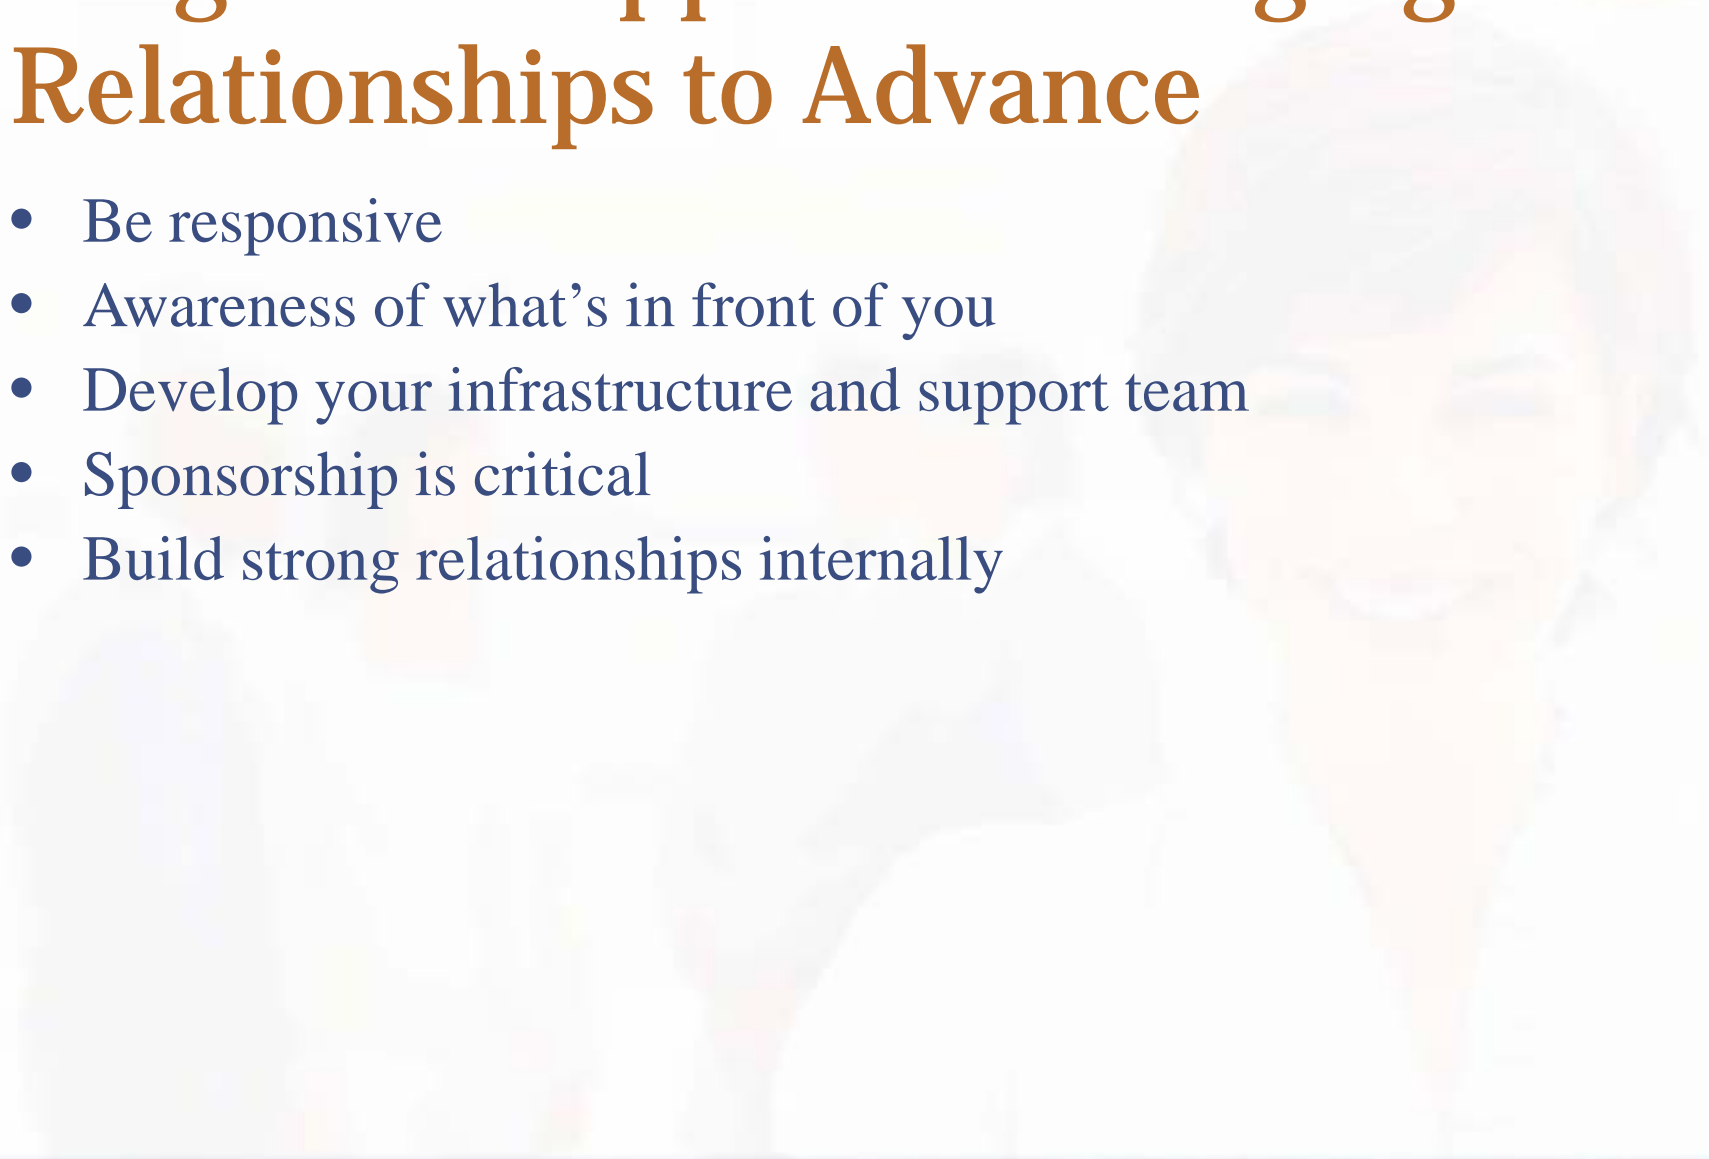 Relationships to Advance
• Be responsive
• Awareness of what’s in front of you
• Develop your infrastructure and support team
• Sponsorship is critical
• Build strong relationships internally